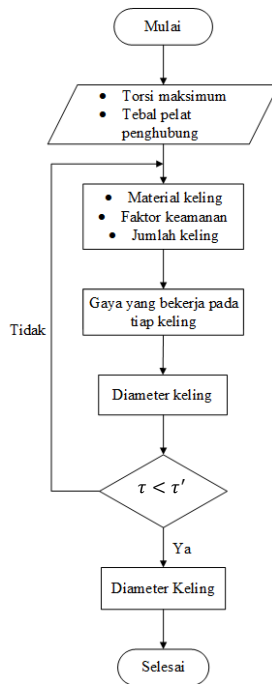 Mulai
• Torsi maksimum
• Tebal pelat
penghubung
• Material keling
• Faktor keamanan
• Jumlah keling
Gaya yang bekerja pada
tiap keling
Tidak
Diameter keling
τ < τ′
Ya
Diameter Keling
Selesai